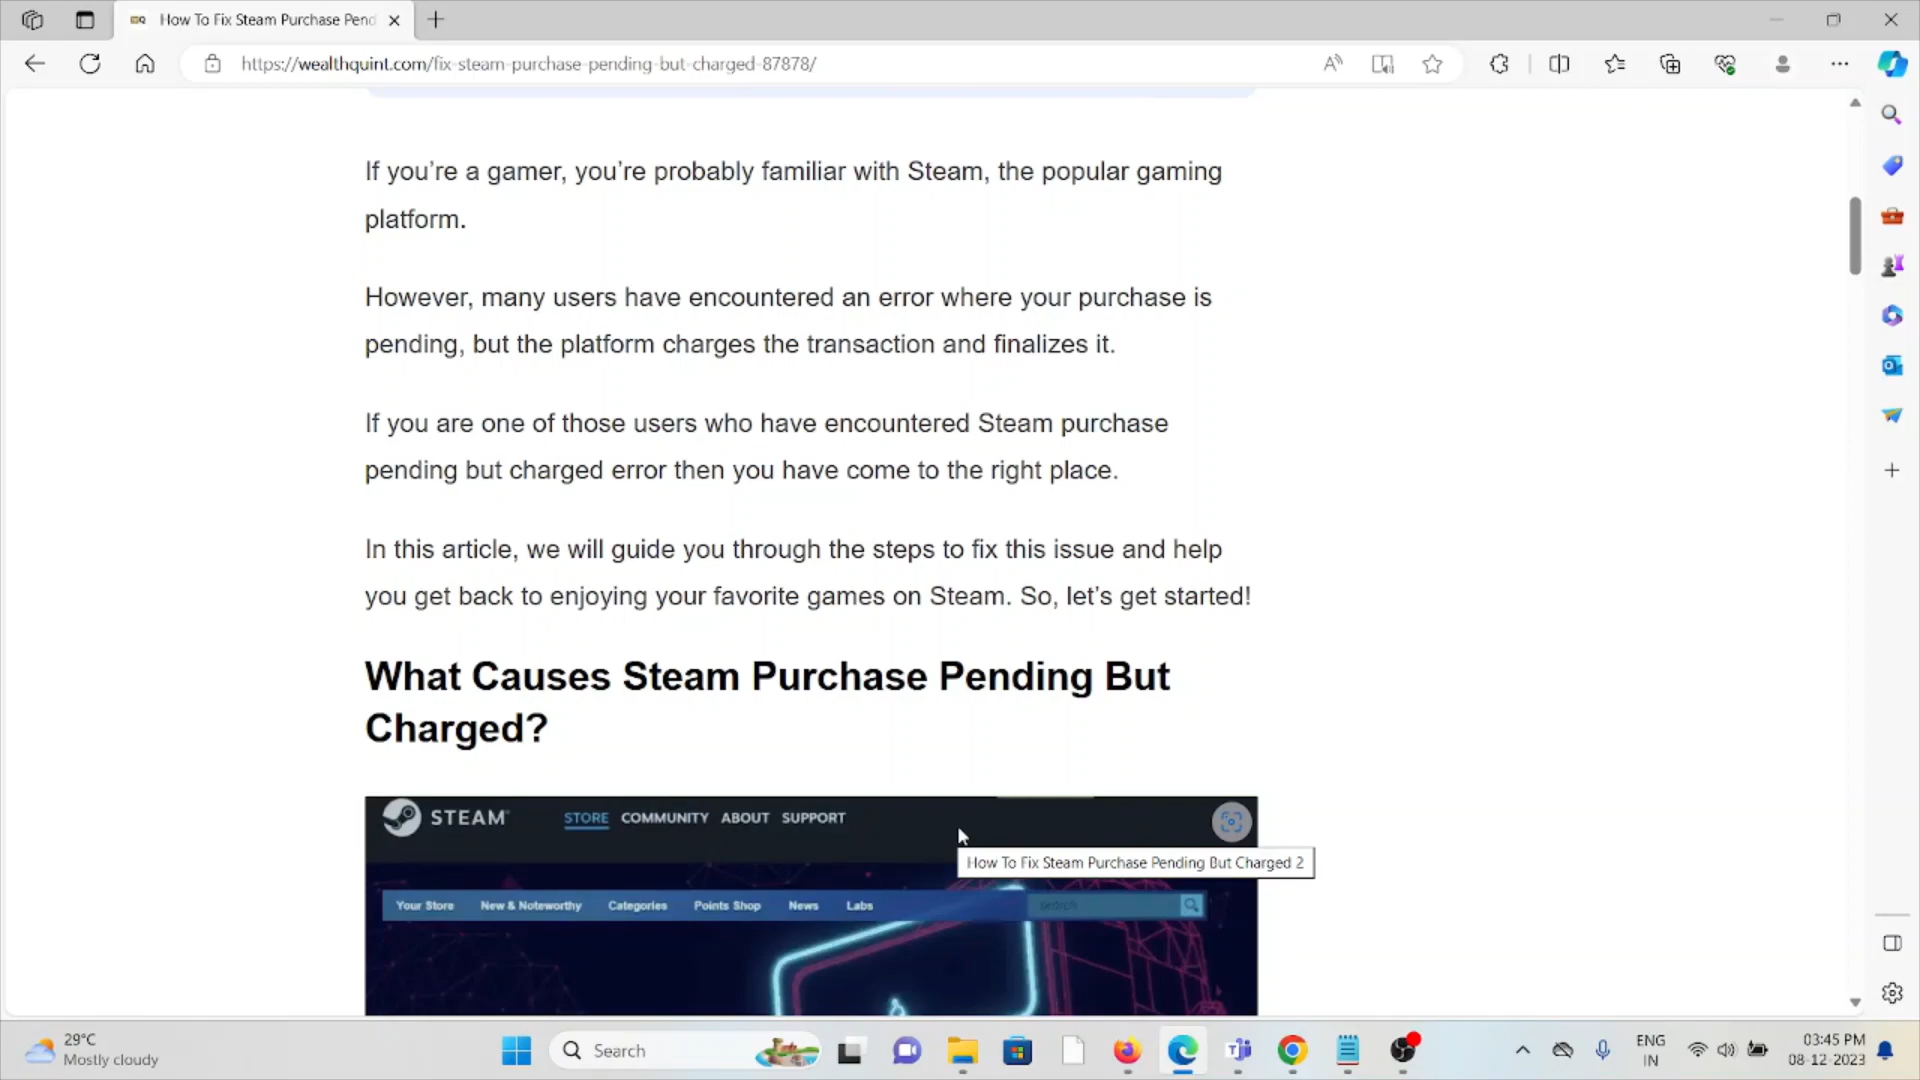 How To Fix Steam Purchase Pend
https://wealthquint.com/fix-steam-purchase-pending-but-charged-87878/
If you’re a gamer, you’re probably familiar with Steam, the popular gaming
platform.
However, many users have encountered an error where your purchase is
pending, but the platform charges the transaction and finalizes it.
If you are one of those users who have encountered Steam purchase
pending but charged error then you have come to the right place.
In this article, we will guide you through the steps to fix this issue and help
you get back to enjoying your favorite games on Steam. So, let’s get started!
What Causes Steam Purchase Pending But
Charged?
STEAM STORE COMMUNITY ABOUT SUPPORT
How To Fix Steam Purchase Pending But Charged 2
Your Store New & Noteworthy Categories Points Shop News Labs search
29°C
Mostly cloudy
Search
ENG
IN
03:45 PM
08-12-2023